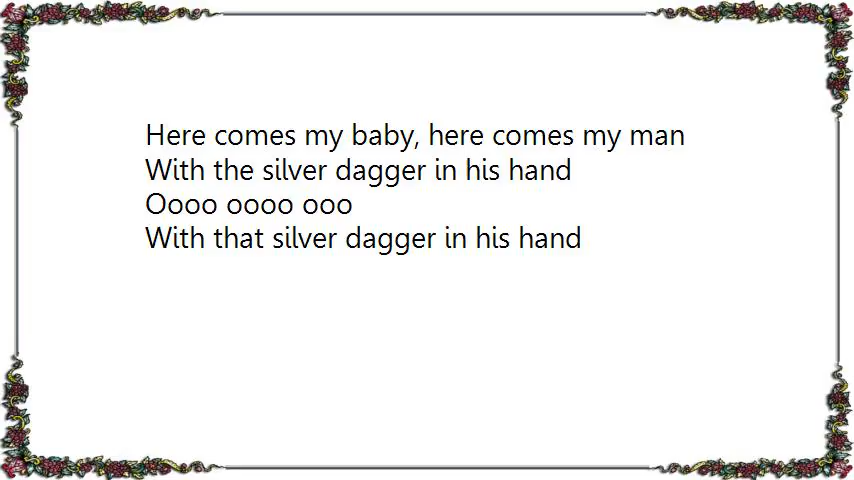 Here comes my baby, here comes my man
With the silver dagger in his hand
Oooo oooo ooo
With that silver dagger in his hand